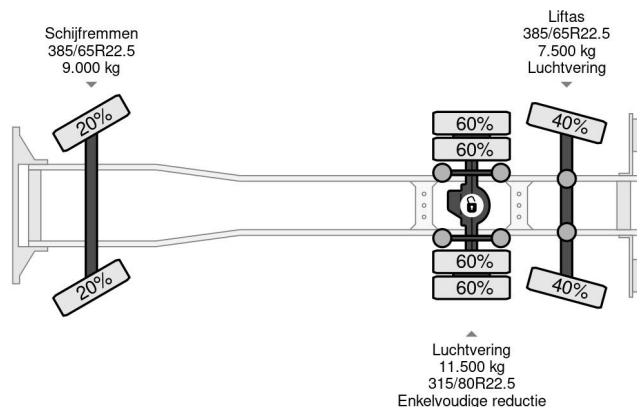 Schijfremmen
385/65R22.5
9.000 kg
Liftas
385/65R22.5
7.500 kg
Luchtvering
20%
60%
60%
40%
20%
60%
60%
40%
Luchtvering
11.500 kg
315/80R22.5
Enkelvoudige reductie